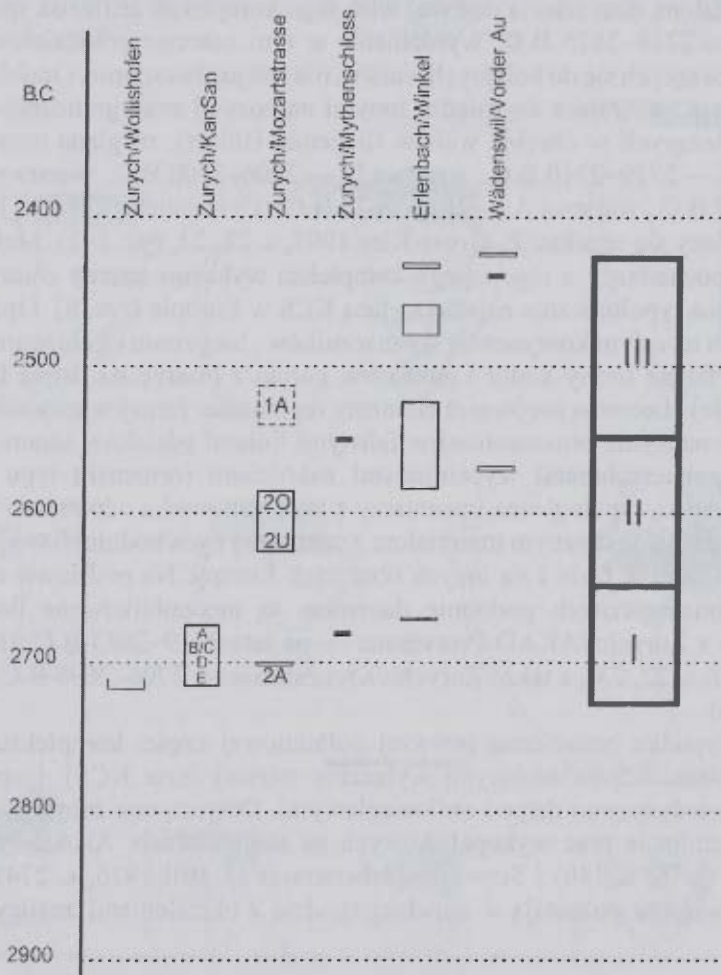 B.C.
Zurych/Wollishofen
Zurych/KanSan
Zurych/Mozartstrasse
Zurych/Mythenschloss
Erlenbach/Winkel
Wädenswil/Vorder Au
2400
2500
1A
III
2600
2O
2U
II
2700
A
B/C
D
E
2A
I
2800
2900